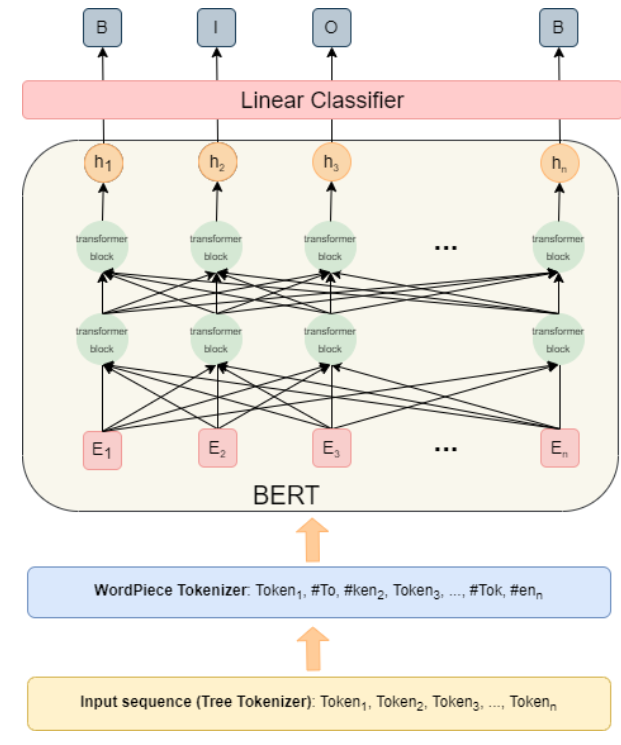 B I O B
Linear Classifier
h1 h2 h3 hn
transformer block transformer block transformer block ... transformer block
transformer block transformer block transformer block transformer block
E1 E2 E3 ... En
BERT
WordPiece Tokenizer: Token1, #To, #ken2, Token3, ..., #Tok, #enn
Input sequence (Tree Tokenizer): Token1, Token2, Token3, ..., Tokenn